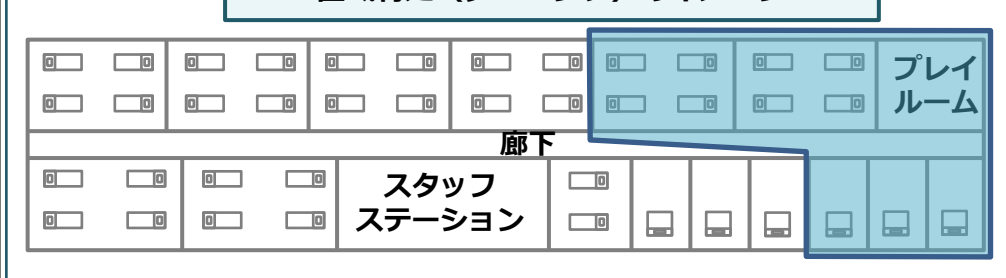 プレイ
ルーム
廊下
スタッフ
ステーション